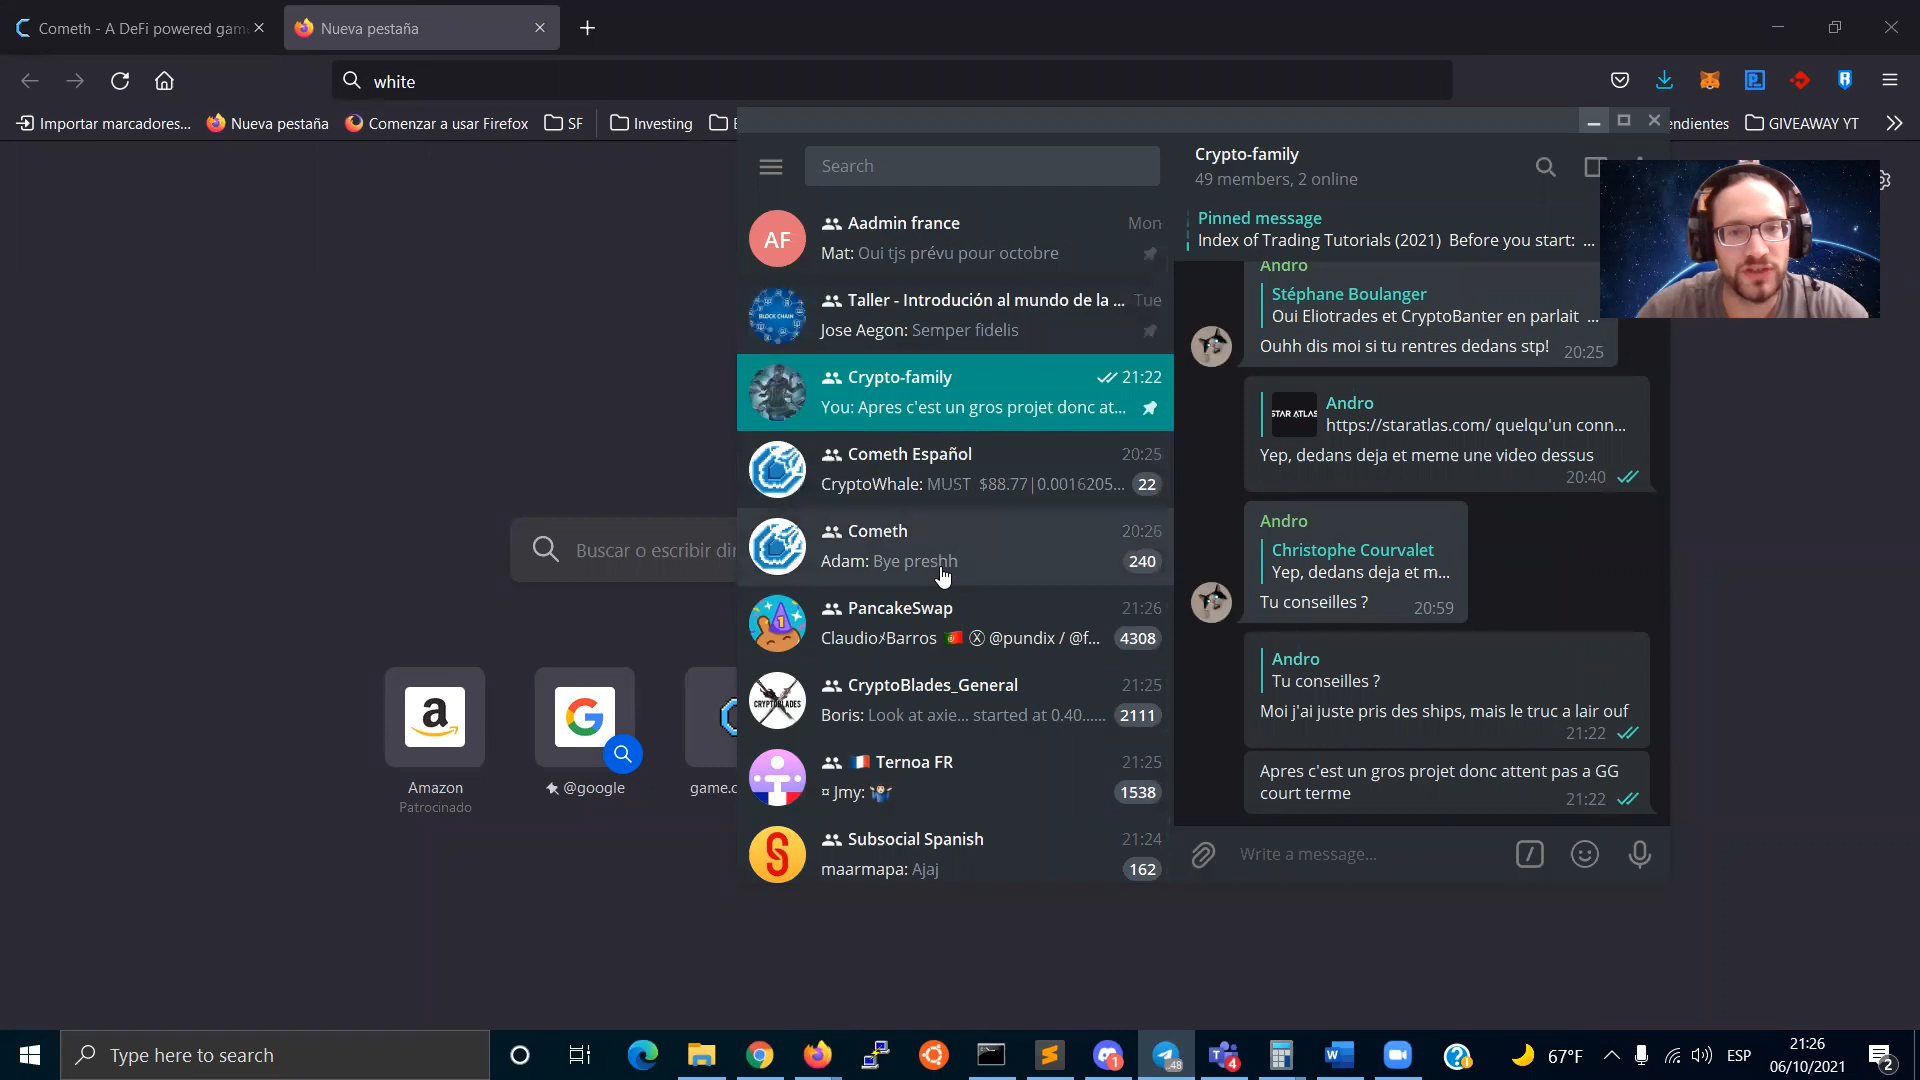 Cometh - A DeFi powered gam
Nueva pestaña
white
Importar marcadores...
Nueva pestaña
Comenzar a usar Firefox
SF
Investing
endientes
GIVEAWAY YT
Search
AF
Aadmin france
Mon
Mat: Oui tjs prévu pour octobre
BLOCK CHAIN
Taller - Introdución al mundo de la ...
Tue
Jose Aegon: Semper fidelis
Crypto-family
21:22
You: Apres c'est un gros projet donc at...
Cometh Español
20:25
CryptoWhale: MUST $88.77|0.0016205...
22
Cometh
20:26
Adam: Bye preshh
240
PancakeSwap
21:26
Claudio⚡Barros 🇵🇹 Ⓧ @pundix / @f...
4308
CRYPTOBLADES
CryptoBlades_General
21:25
Boris: Look at axie... started at 0.40......
2111
🇫🇷 Ternoa FR
21:25
¤ Jmy: 🤷🏻‍♂️
1538
Subsocial Spanish
21:24
maarmapa: Ajaj
162
Crypto-family
49 members, 2 online
Pinned message
Index of Trading Tutorials (2021) Before you start: ...
Andro
Stéphane Boulanger
Oui Eliotrades et CryptoBanter en parlait ...
Ouhh dis moi si tu rentres dedans stp!
20:25
STAR ATLAS
Andro
https://staratlas.com/ quelqu'un conn...
Yep, dedans deja et meme une video dessus
20:40
Andro
Christophe Courvalet
Yep, dedans deja et m...
Tu conseilles ?
20:59
Andro
Tu conseilles ?
Moi j'ai juste pris des ships, mais le truc a lair ouf
21:22
Apres c'est un gros projet donc attent pas a GG
court terme
21:22
Write a message...
Buscar o escribir dir
Amazon
Patrocinado
@google
game.c
Type here to search
48
4
1
67°F
ESP
21:26
06/10/2021
2